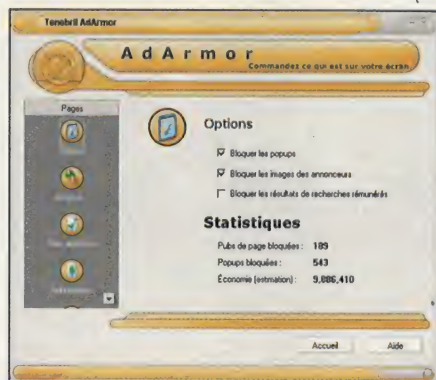 Tenebril AdArmor
AdArmor
Commandez ce qui est sur votre écran
Pages
Options
Bloquer les popups
Bloquer les images des annonceurs
Bloquer les résultats de recherches rémunérés
Statistiques
Pubs de page bloquées : 189
Popups bloquées : 543
Économie (estimation) : 9,886,410
Accueil
Aide